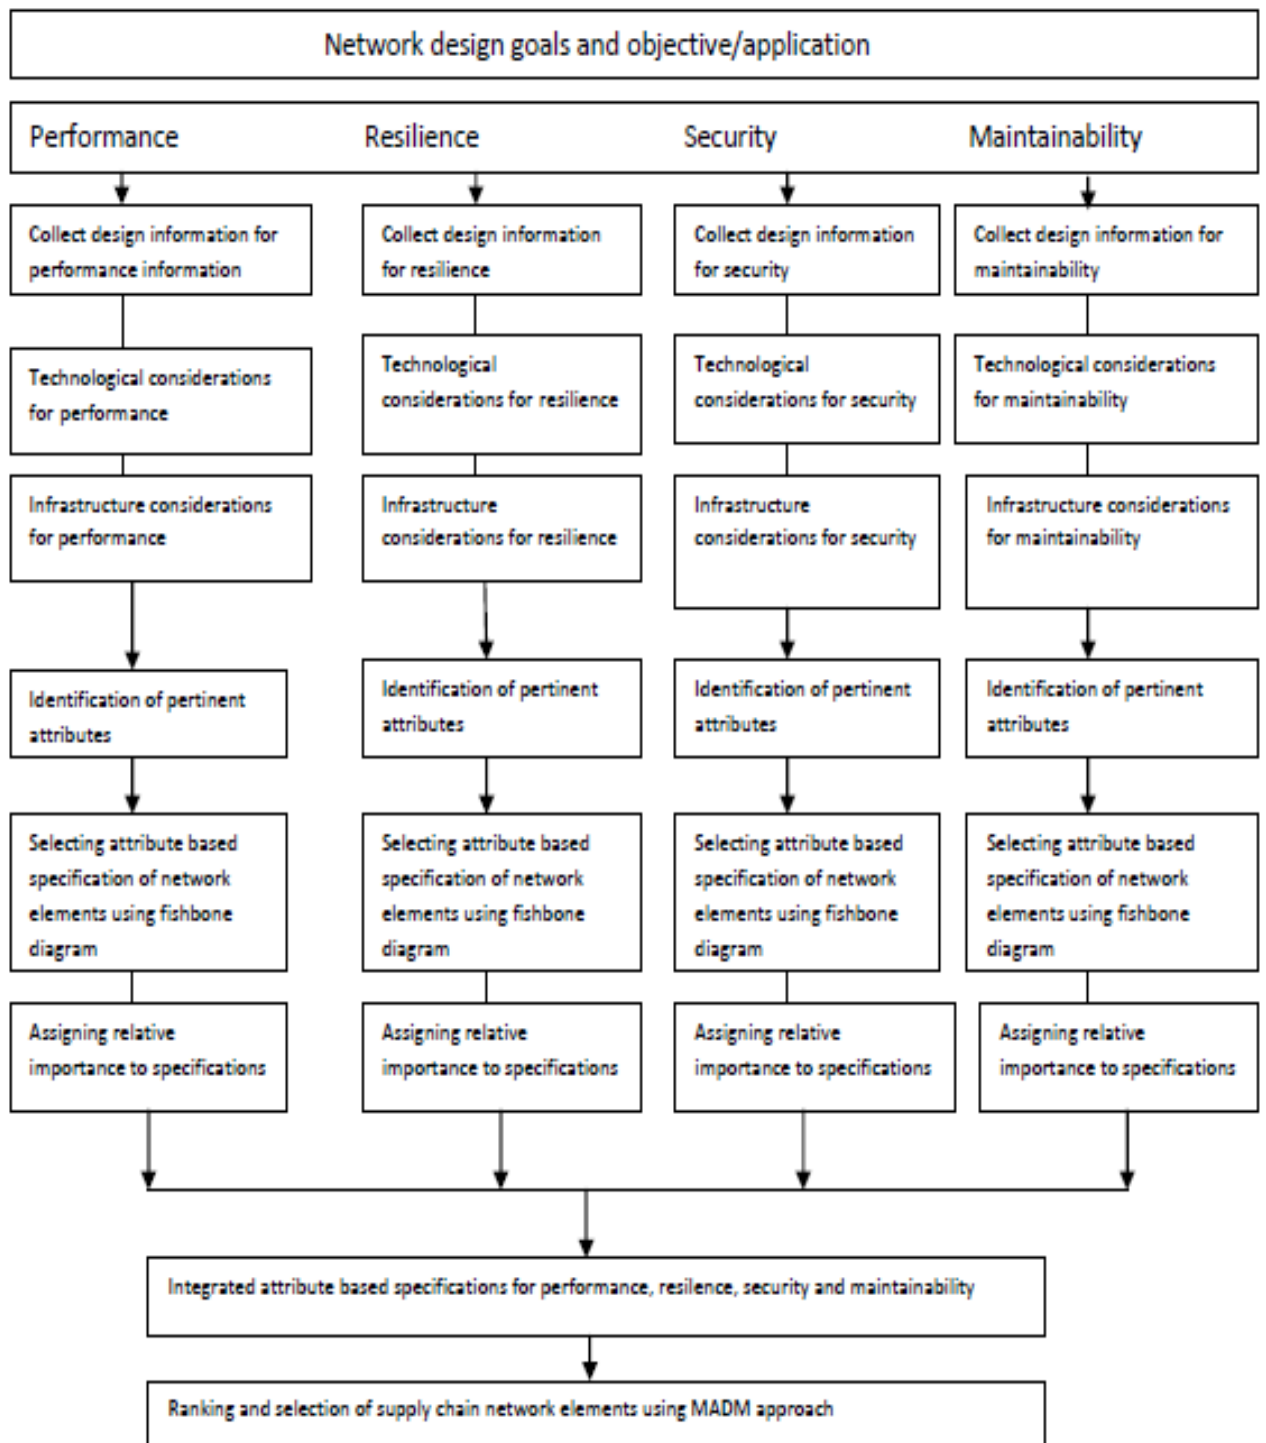 Network design goals and objective/application
Performance
Resilience
Security
Maintainability
Collect design information for
performance information
Collect design information
for resilience
Collect design information
for security
Collect design information for
maintainability
Technological considerations
for performance
Technological
considerations for resilience
Technological
considerations for security
Technological considerations
for maintainability
Infrastructure considerations
for performance
Infrastructure
considerations for resilience
Infrastructure
considerations for security
Infrastructure considerations
for maintainability
Identification of pertinent
attributes
Identification of pertinent
attributes
Identification of pertinent
attributes
Identification of pertinent
attributes
Selecting attribute based
specification of network
elements using fishbone
diagram
Selecting attribute based
specification of network
elements using fishbone
diagram
Selecting attribute based
specification of network
elements using fishbone
diagram
Selecting attribute based
specification of network
elements using fishbone
diagram
Assigning relative
importance to specifications
Assigning relative
importance to specifications
Assigning relative
importance to specifications
Assigning relative
importance to specifications
Integrated attribute based specifications for performance, resilence, security and maintainability
Ranking and selection of supply chain network elements using MADM approach